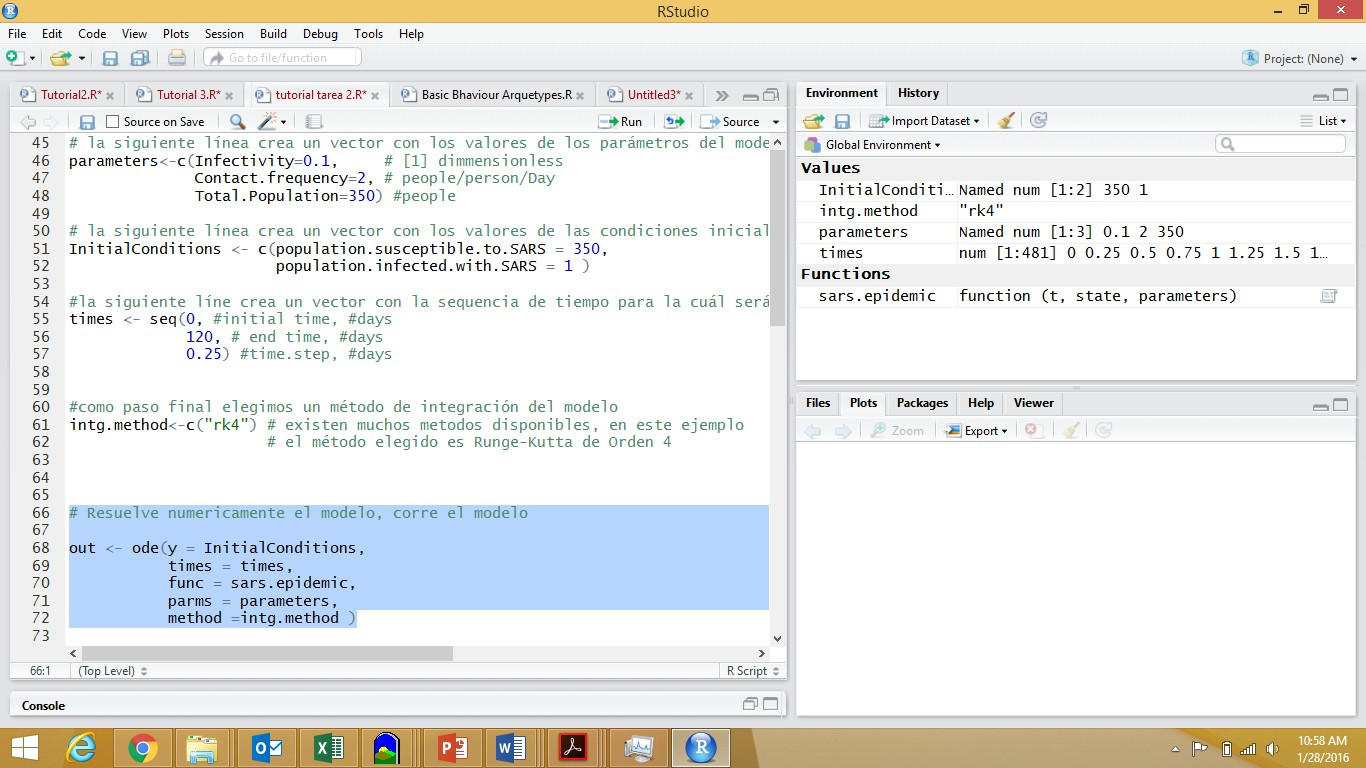 RStudio
File Edit Code View Plots Session Build Debug Tools Help
Go to file/function
Project: (None)
Tutorial2.R* Tutorial 3.R* tutorial tarea 2.R* Basic Bhaviour Arquetypes.R Untitled3*
Source on Save Run Source
45 # la siguiente línea crea un vector con los valores de los parámetros del mode
46 parameters<-c(Infectivity=0.1, # [1] dimmensionless
47 Contact.frequency=2, # people/person/Day
48 Total.Population=350) #people
49
50 # la siguiente línea crea un vector con los valores de las condiciones inicial
51 InitialConditions <- c(population.susceptible.to.SARS = 350,
52 population.infected.with.SARS = 1 )
53
54 #la siguiente líne crea un vector con la sequencia de tiempo para la cuál será
55 times <- seq(0, #initial time, #days
56 120, # end time, #days
57 0.25) #time.step, #days
58
59
60 #como paso final elegimos un método de integración del modelo
61 intg.method<-c("rk4") # existen muchos metodos disponibles, en este ejemplo
62 # el método elegido es Runge-Kutta de Orden 4
63
64
65
66 # Resuelve numericamente el modelo, corre el modelo
67
68 out <- ode(y = InitialConditions,
69 times = times,
70 func = sars.epidemic,
71 parms = parameters,
72 method =intg.method )
73
66:1 (Top Level) R Script
Console
Environment History
Import Dataset List
Global Environment
Values
InitialConditi… Named num [1:2] 350 1
intg.method "rk4"
parameters Named num [1:3] 0.1 2 350
times num [1:481] 0 0.25 0.5 0.75 1 1.25 1.5 1…
Functions
sars.epidemic function (t, state, parameters)
Files Plots Packages Help Viewer
Zoom Export
10:58 AM
1/28/2016